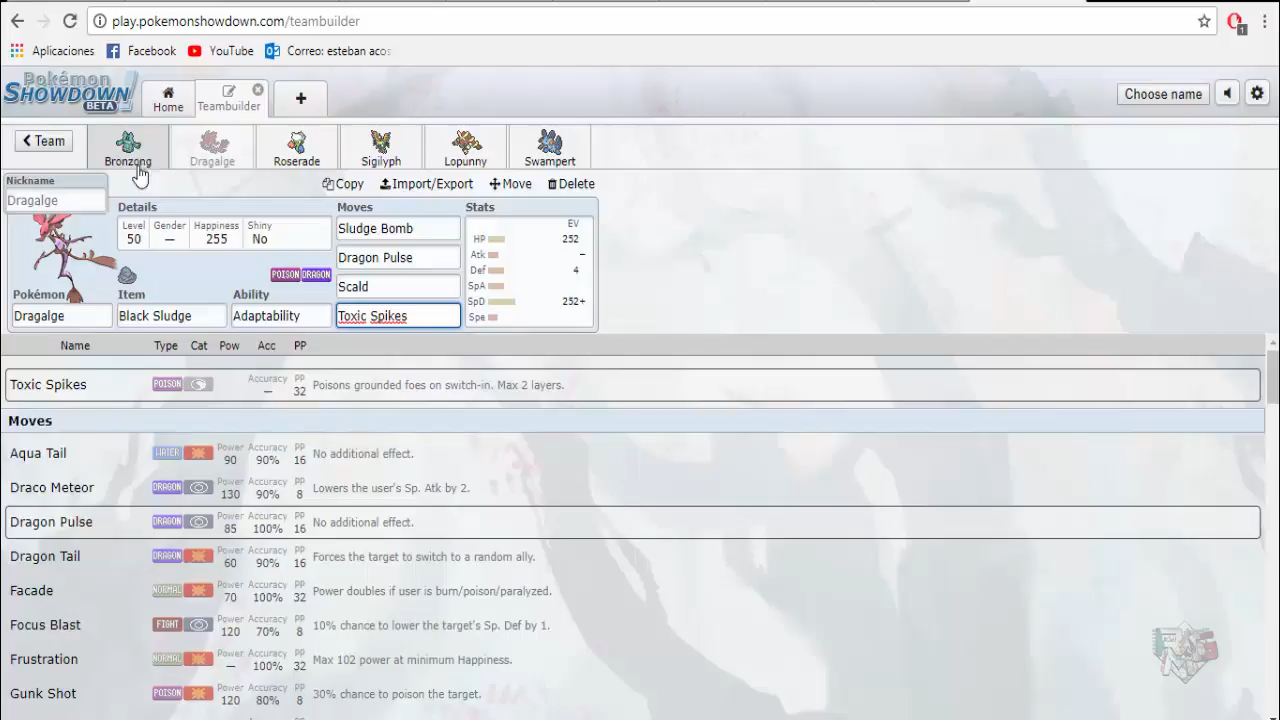 play.pokemonshowdown.com/teambuilder
1
Aplicaciones Facebook YouTube Correo: esteban acos
Pokémon SHOWDOWN! BETA Home Teambuilder + Choose name
Team Bronzong Dragalge Roserade Sigilyph Lopunny Swampert
Nickname Copy Import/Export Move Delete
Dragalge Details Moves Stats
Level Gender Happiness Shiny Sludge Bomb EV
50 — 255 No HP 252
Dragon Pulse Atk –
POISON DRAGON Def 4
Scald SpA
Pokémon Item Ability SpD 252+
Dragalge Black Sludge Adaptability Toxic Spikes Spe
Name Type Cat Pow Acc PP
Toxic Spikes POISON Accuracy — PP 32 Poisons grounded foes on switch-in. Max 2 layers.
Moves
Aqua Tail WATER Power 90 Accuracy 90% PP 16 No additional effect.
Draco Meteor DRAGON Power 130 Accuracy 90% PP 8 Lowers the user's Sp. Atk by 2.
Dragon Pulse DRAGON Power 85 Accuracy 100% PP 16 No additional effect.
Dragon Tail DRAGON Power 60 Accuracy 90% PP 16 Forces the target to switch to a random ally.
Facade NORMAL Power 70 Accuracy 100% PP 32 Power doubles if user is burn/poison/paralyzed.
Focus Blast FIGHT Power 120 Accuracy 70% PP 8 10% chance to lower the target's Sp. Def by 1.
Frustration NORMAL Power — Accuracy 100% PP 32 Max 102 power at minimum Happiness.
Gunk Shot POISON Power 120 Accuracy 80% PP 8 30% chance to poison the target.